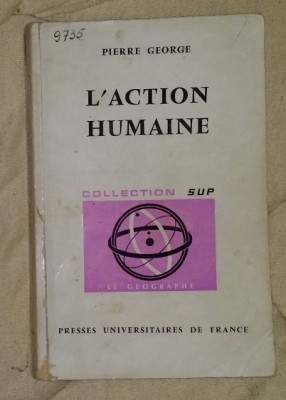 9735
PIERRE GEORGE
L'ACTION
HUMAINE
COLLECTION SUP
LE GÉOGRAPHE
PRESSES UNIVERSITAIRES DE FRANCE